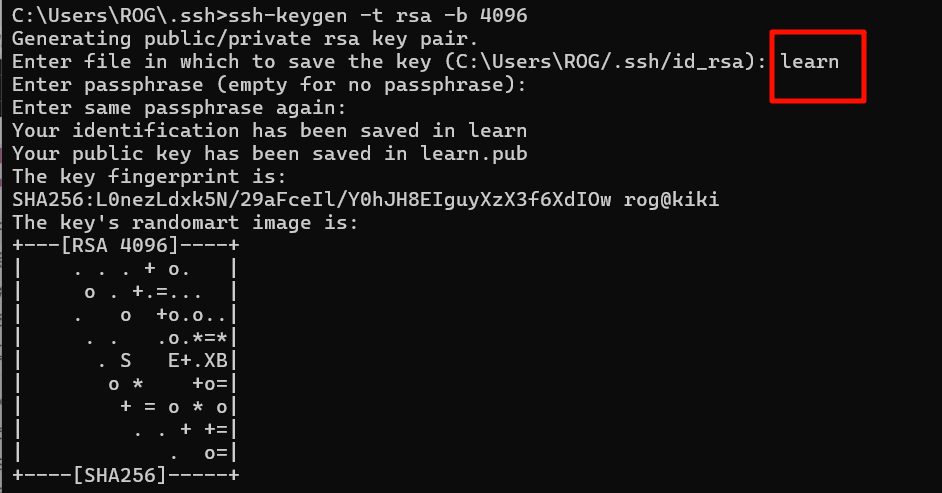 C:\Users\ROG\.ssh>ssh-keygen -t rsa -b 4096
Generating public/private rsa key pair.
Enter file in which to save the key (C:\Users\ROG/.ssh/id_rsa): learn
Enter passphrase (empty for no passphrase):
Enter same passphrase again:
Your identification has been saved in learn
Your public key has been saved in learn.pub
The key fingerprint is:
SHA256:L0nezLdxk5N/29aFceIl/Y0hJH8EIguyXzX3f6XdIOw rog@kiki
The key's randomart image is:
+---[RSA 4096]----+
|     . . . + o.   |
|      o . +.=...  |
|     .   o  +o.o..|
|      . .   .o.*=*|
|       . S   E+.XB|
|        o *    +o=|
|         + = o * o|
|          . . + +=|
|             .  o=|
+----[SHA256]-----+